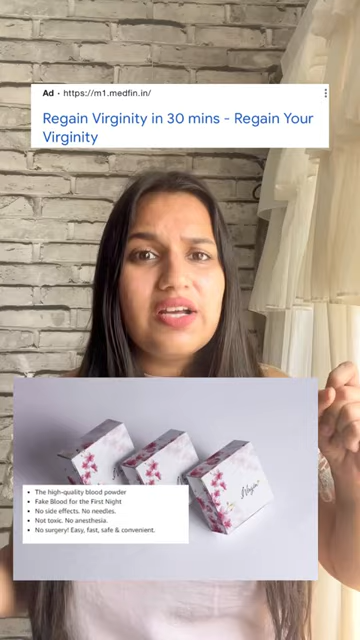 Ad · https://m1.medfin.in/
Regain Virginity in 30 mins - Regain Your
Virginity
• The high-quality blood powder
• Fake Blood for the First Night
• No side effects. No needles.
• Not toxic. No anesthesia.
• No surgery! Easy, fast, safe & convenient.